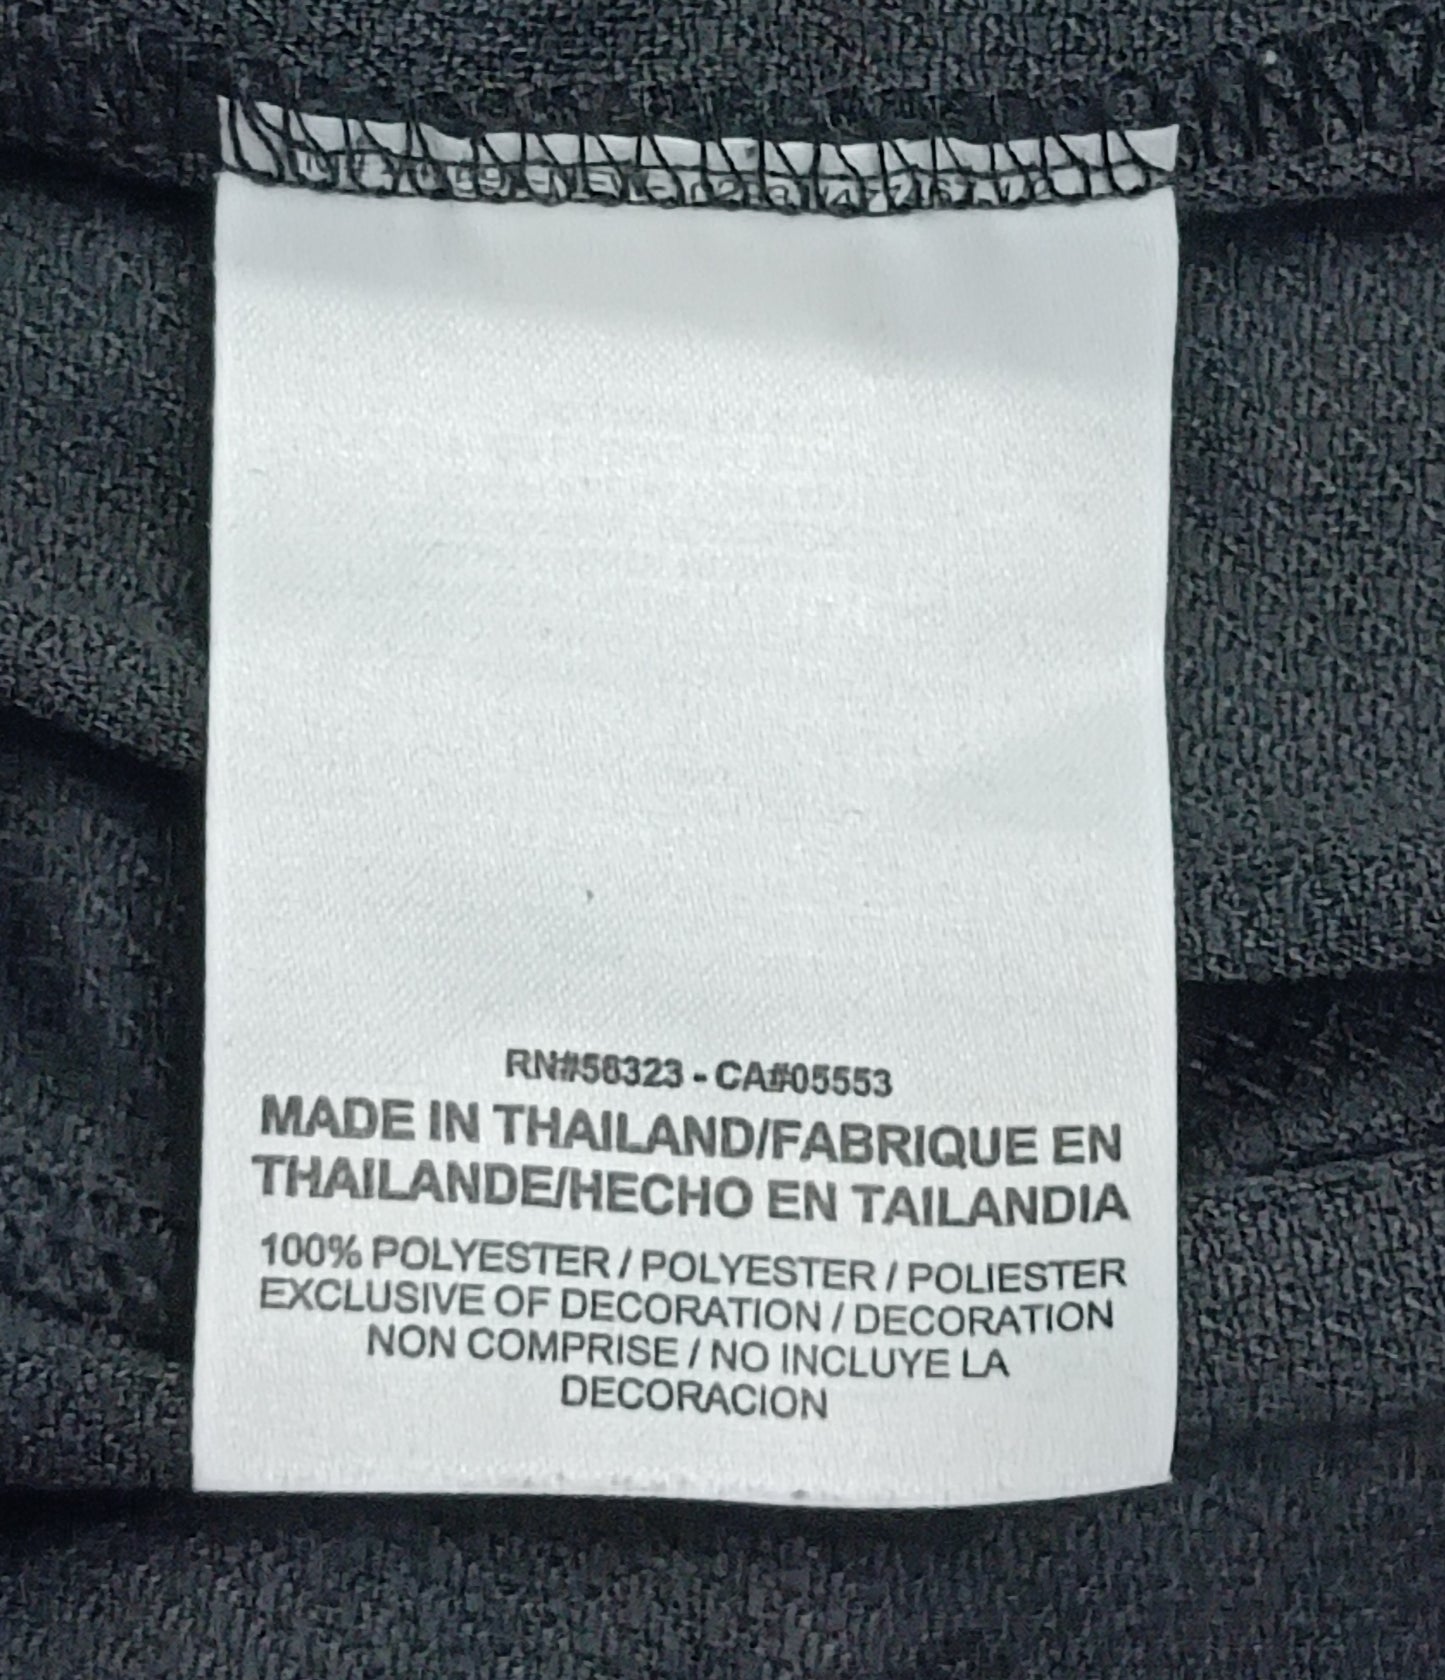 RN#56323 - CA#05553
MADE IN THAILAND/FABRIQUE EN
THAILANDE/HECHO EN TAILANDIA
100% POLYESTER / POLYESTER / POLIESTER
EXCLUSIVE OF DECORATION / DECORATION
NON COMPRISE / NO INCLUYE LA
DECORACION